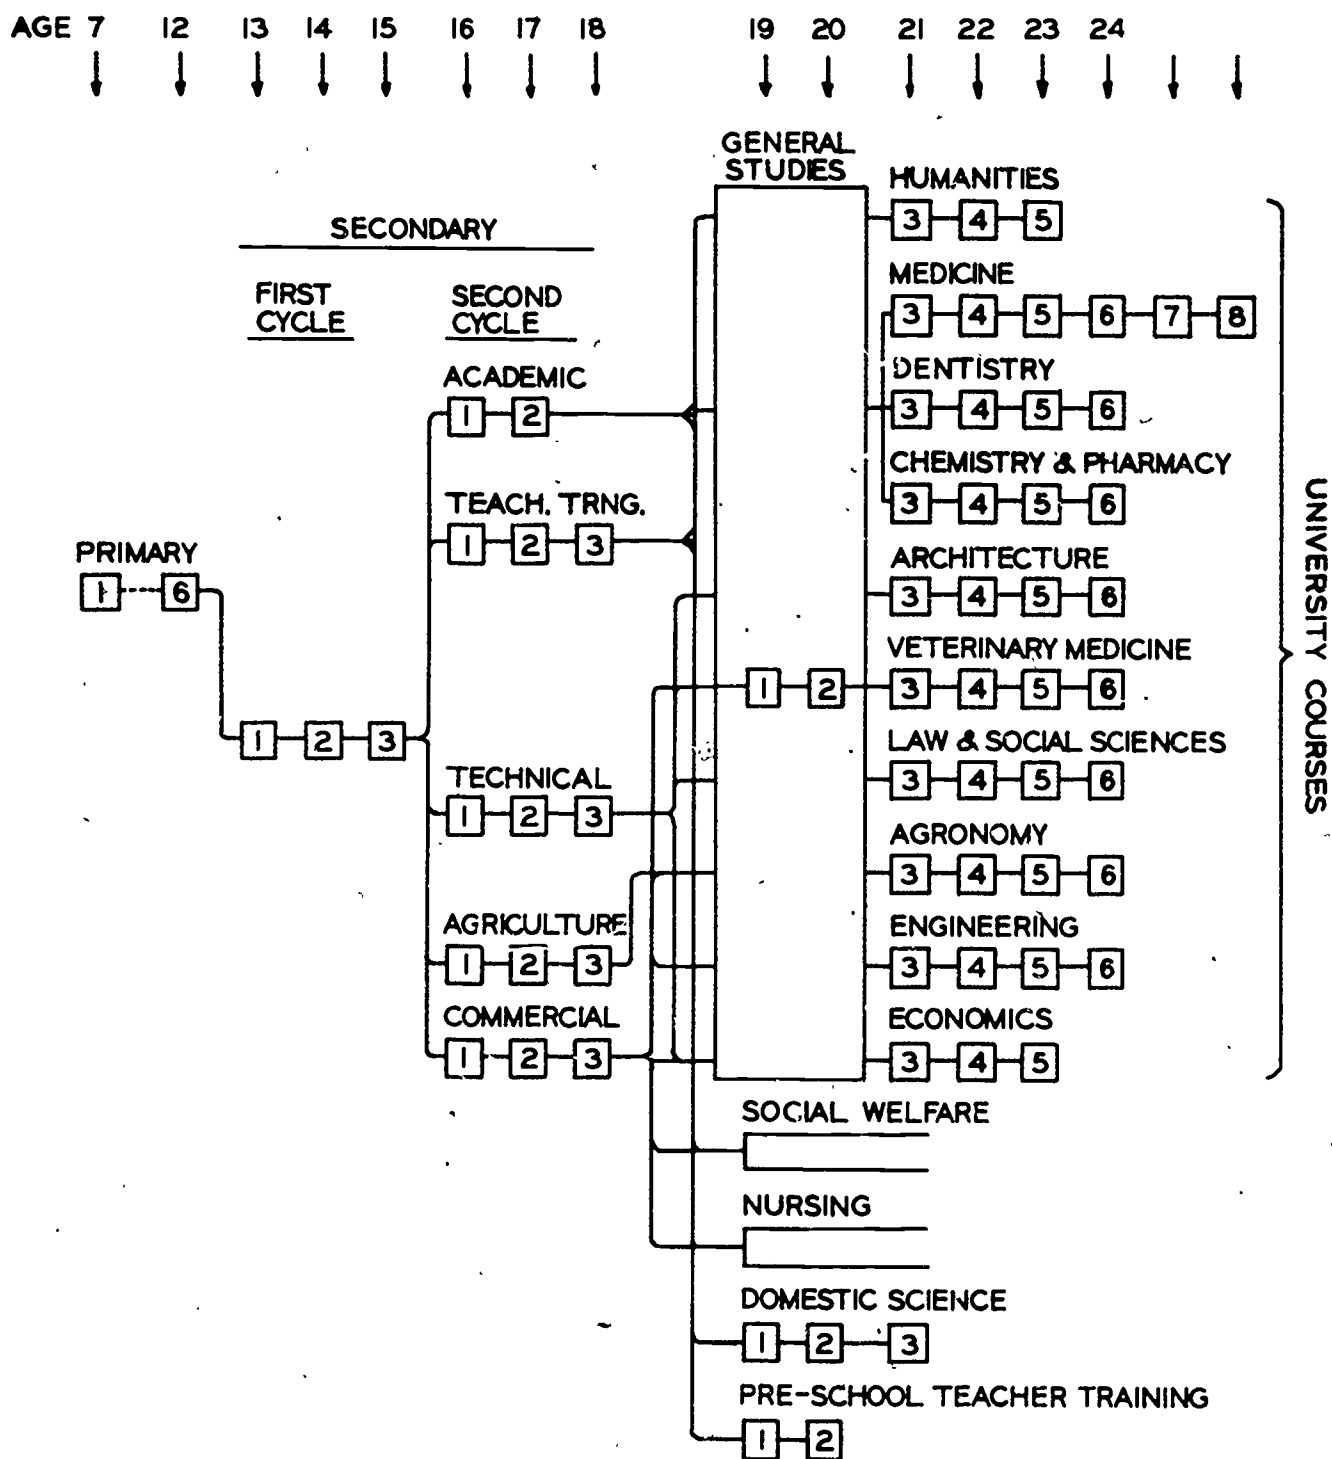 AGE 7 12 13 14 15 16 17 18 19 20 21 22 23 24
GENERAL
STUDIES
HUMANITIES
3 4 5
SECONDARY
MEDICINE
3 4 5 6 7 8
FIRST
CYCLE
SECOND
CYCLE
DENTISTRY
3 4 5 6
ACADEMIC
1 2
CHEMISTRY & PHARMACY
3 4 5 6
TEACH. TRNG.
1 2 3
PRIMARY
1 6
ARCHITECTURE
3 4 5 6
VETERINARY MEDICINE
1 2 3 4 5 6
1 2 3
LAW & SOCIAL SCIENCES
3 4 5 6
TECHNICAL
1 2 3
AGRONOMY
3 4 5 6
AGRICULTURE
1 2 3
ENGINEERING
3 4 5 6
COMMERCIAL
1 2 3
ECONOMICS
3 4 5
UNIVERSITY COURSES
SOCIAL WELFARE
NURSING
DOMESTIC SCIENCE
1 2 3
PRE-SCHOOL TEACHER TRAINING
1 2